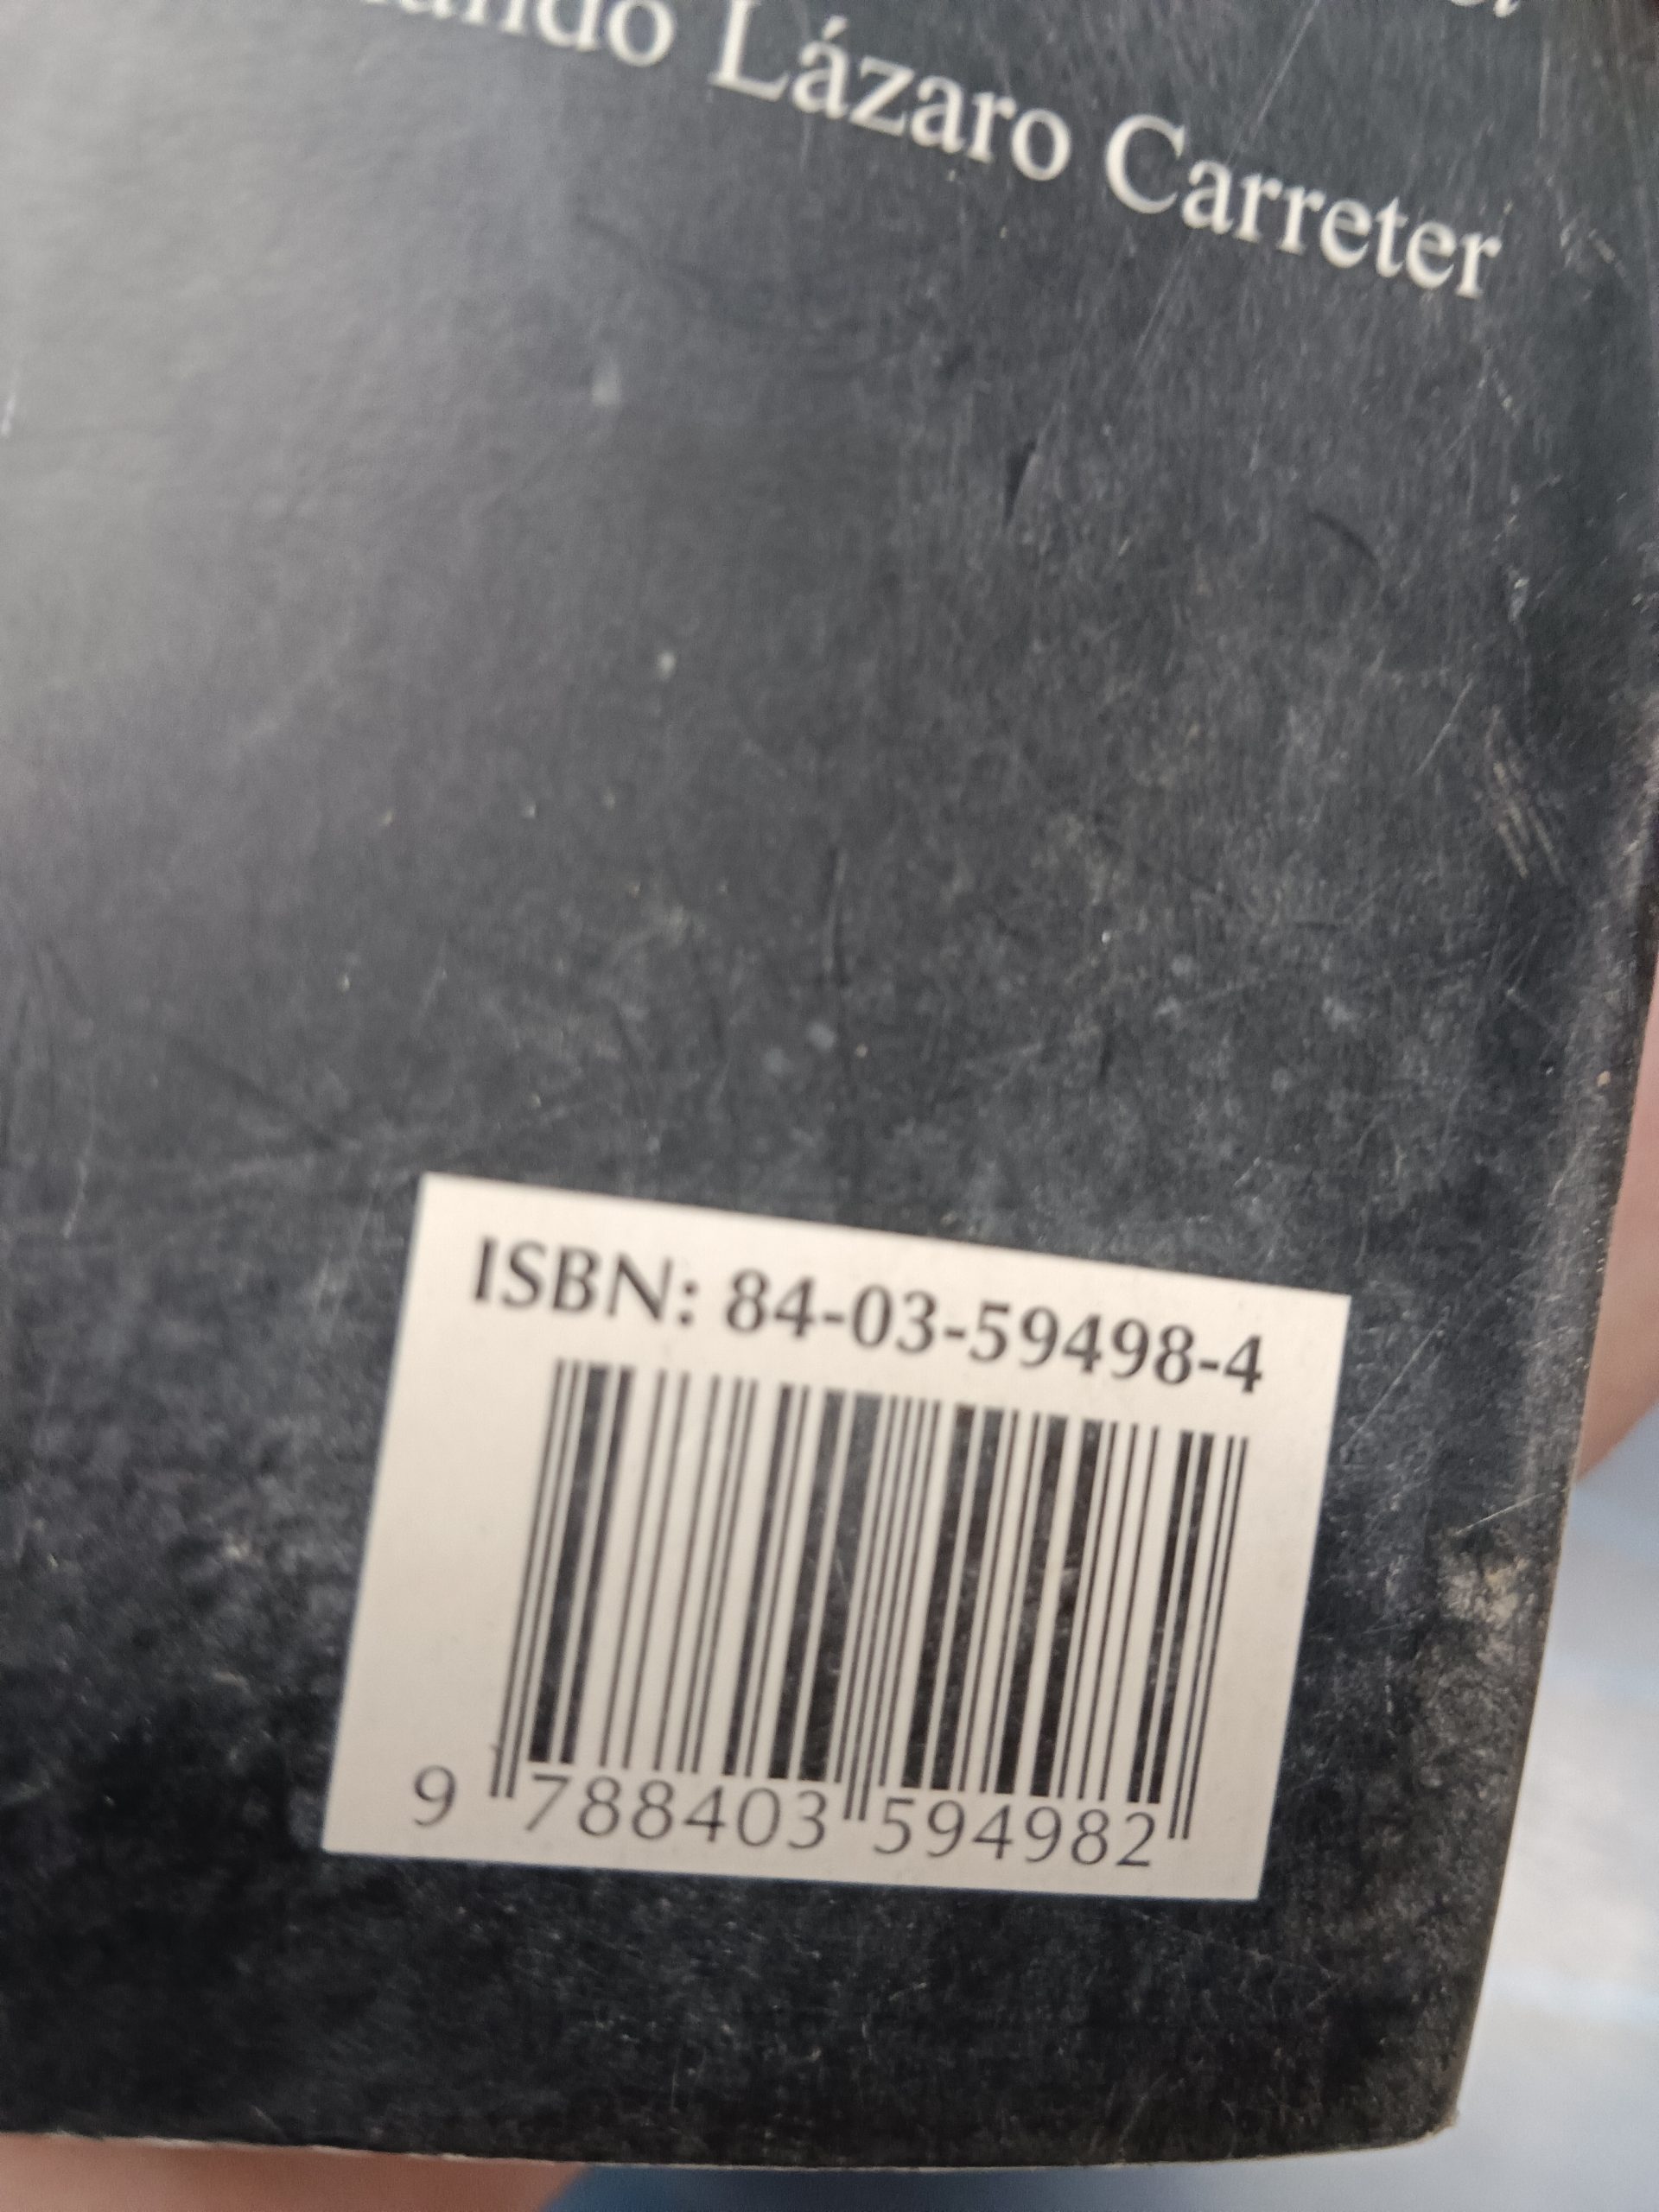 Lázaro Carreter
ISBN: 84-03-59498-4
9 788403 594982